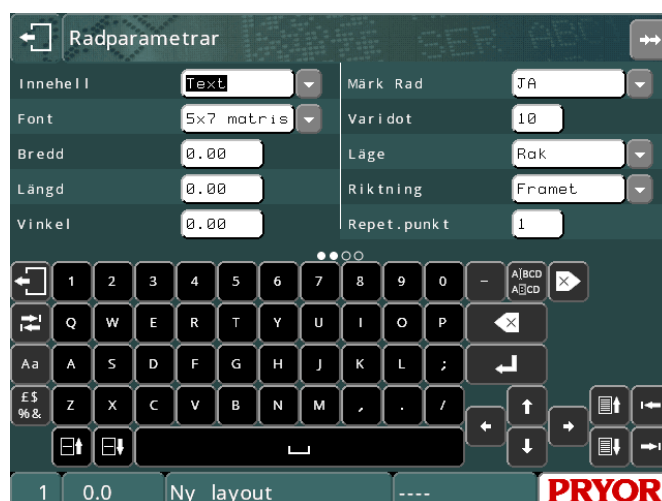 Radparametrar
Innehell Text Märk Rad JA
Font 5x7 matris Varidot 10
Bredd 0.00 Läge Rak
Längd 0.00 Riktning Framet
Vinkel 0.00 Repet.punkt 1
1 2 3 4 5 6 7 8 9 0 - A|BCD
ABCD
Q W E R T Y U I O P
Aa A S D F G H J K L ;
£$
%& Z X C V B N M , . /
1 0.0 Ny layout ---- PRYOR